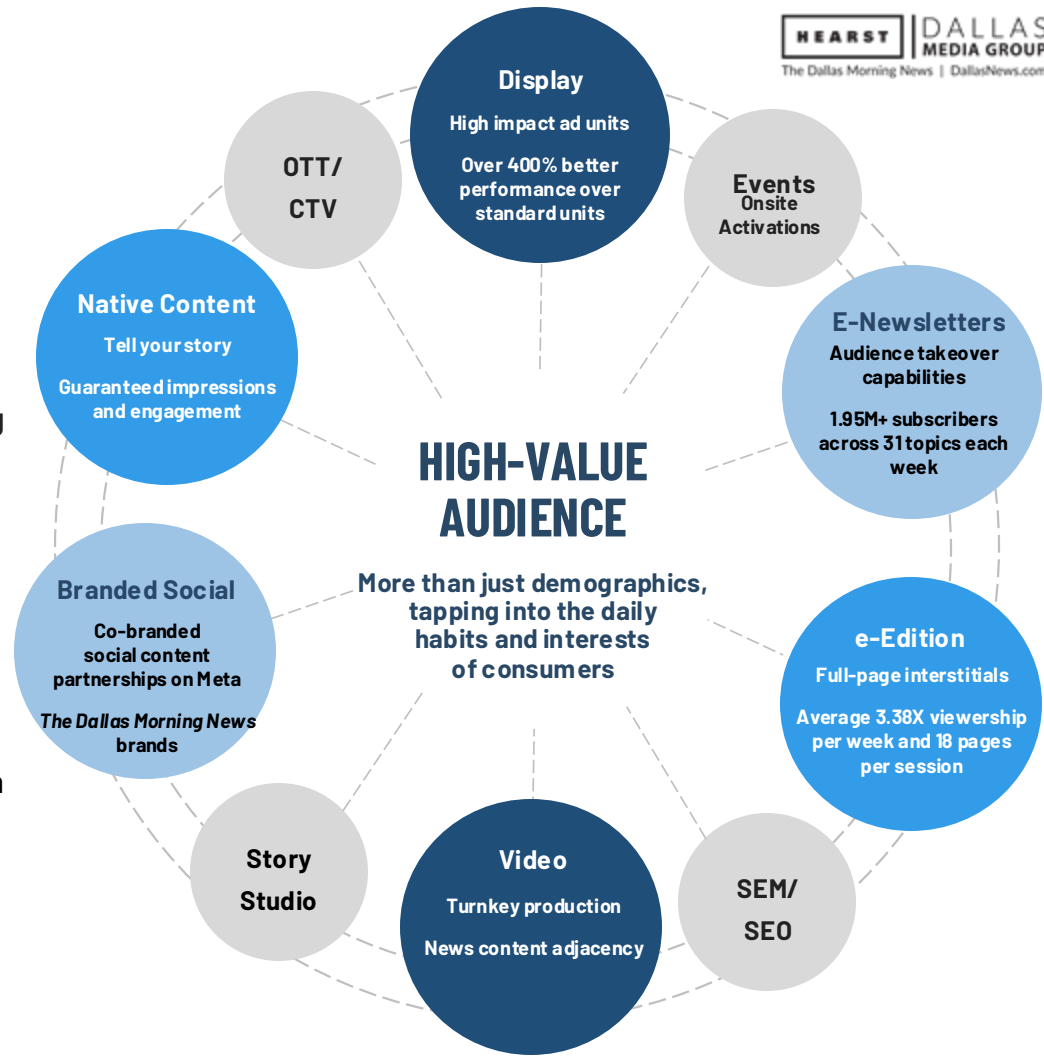 HEARST
DALLAS
MEDIA GROUP
The Dallas Morning News | DallasNews.com
Display
High impact ad units
Over 400% better
performance over
standard units
OTT/
CTV
Events
Onsite
Activations
Native Content
Tell your story
Guaranteed impressions
and engagement
E-Newsletters
Audience takeover
capabilities
1.95M+ subscribers
across 31 topics each
week
HIGH-VALUE
AUDIENCE
More than just demographics,
tapping into the daily
habits and interests
of consumers
Branded Social
Co-branded
social content
partnerships on Meta
The Dallas Morning News
brands
e-Edition
Full-page interstitials
Average 3.38X viewership
per week and 18 pages
per session
Story
Studio
Video
Turnkey production
News content adjacency
SEM/
SEO